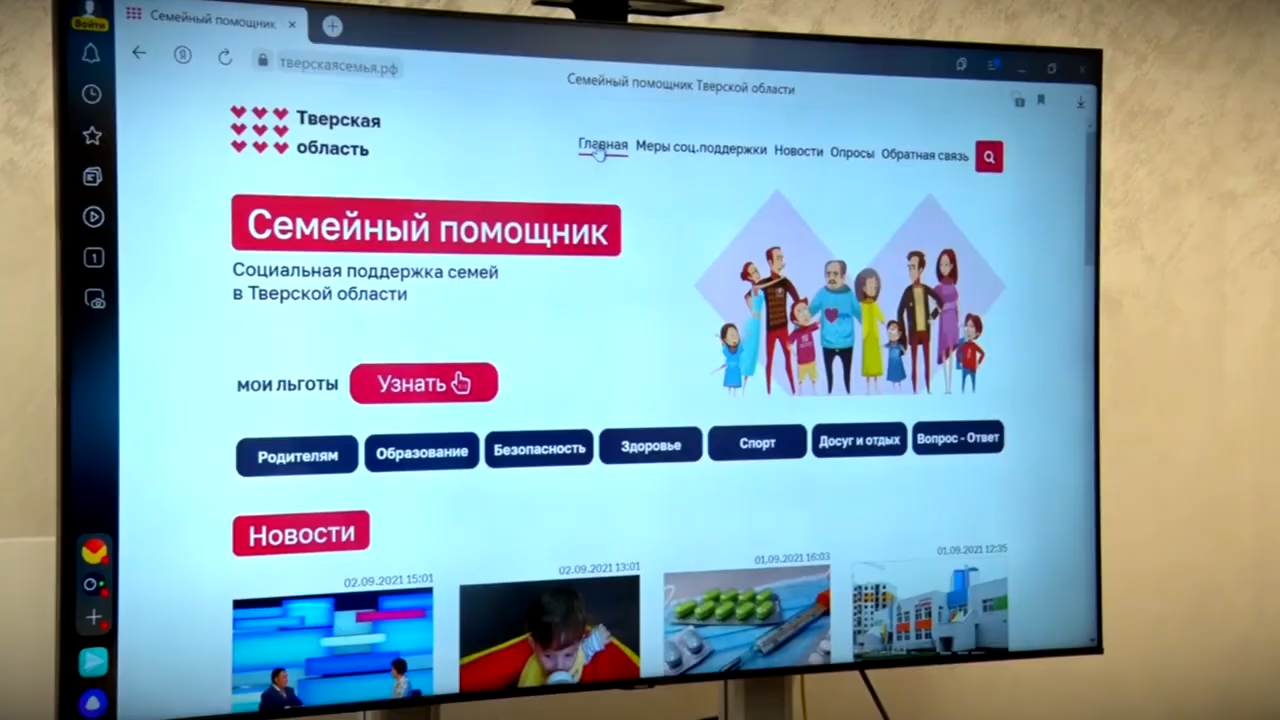 Войти
Семейный помощник
тверскаясемья.рф
Семейный помощник Тверской области
Тверская
область
Главная Меры соц.поддержки Новости Опросы Обратная связь
Семейный помощник
Социальная поддержка семей
в Тверской области
МОИ ЛЬГОТЫ Узнать
Родителям Образование Безопасность Здоровье Спорт Досуг и отдых Вопрос - Ответ
Новости
02.09.2021 15:01 02.09.2021 13:01 01.09.2021 16:03 01.09.2021 12:35
1